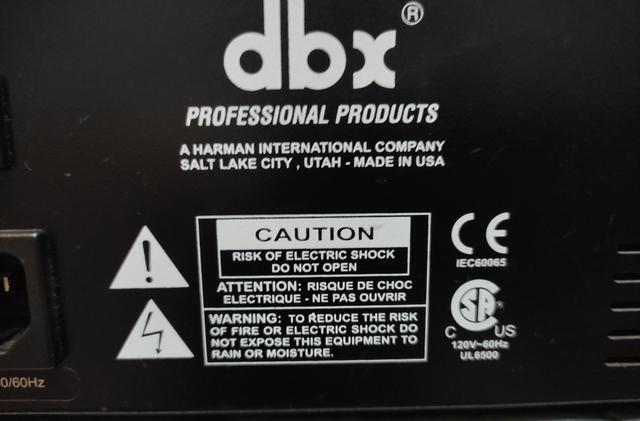 dbx®
PROFESSIONAL PRODUCTS
A HARMAN INTERNATIONAL COMPANY
SALT LAKE CITY , UTAH - MADE IN USA
CAUTION
RISK OF ELECTRIC SHOCK
DO NOT OPEN
ATTENTION: RISQUE DE CHOC
ELECTRIQUE - NE PAS OUVRIR
WARNING: TO REDUCE THE RISK
OF FIRE OR ELECTRIC SHOCK DO
NOT EXPOSE THIS EQUIPMENT TO
RAIN OR MOISTURE.
CE
IEC60065
SA®
C US
120V~60Hz
UL6500
0/60Hz